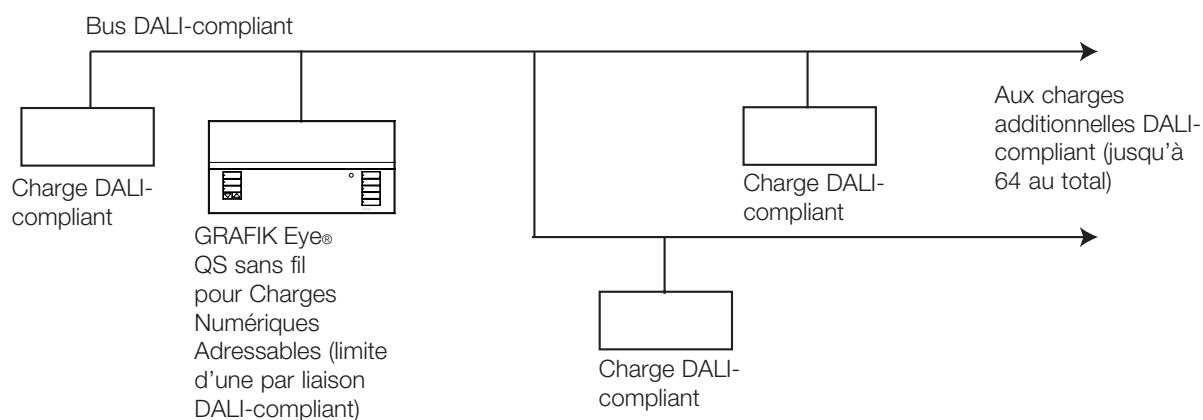 Bus DALI-compliant
Charge DALI-
compliant
GRAFIK Eye®
QS sans fil
pour Charges
Numériques
Adressables (limite
d’une par liaison
DALI-compliant)
Charge DALI-
compliant
Aux charges
additionnelles DALI-
compliant (jusqu’à
64 au total)
Charge DALI-
compliant